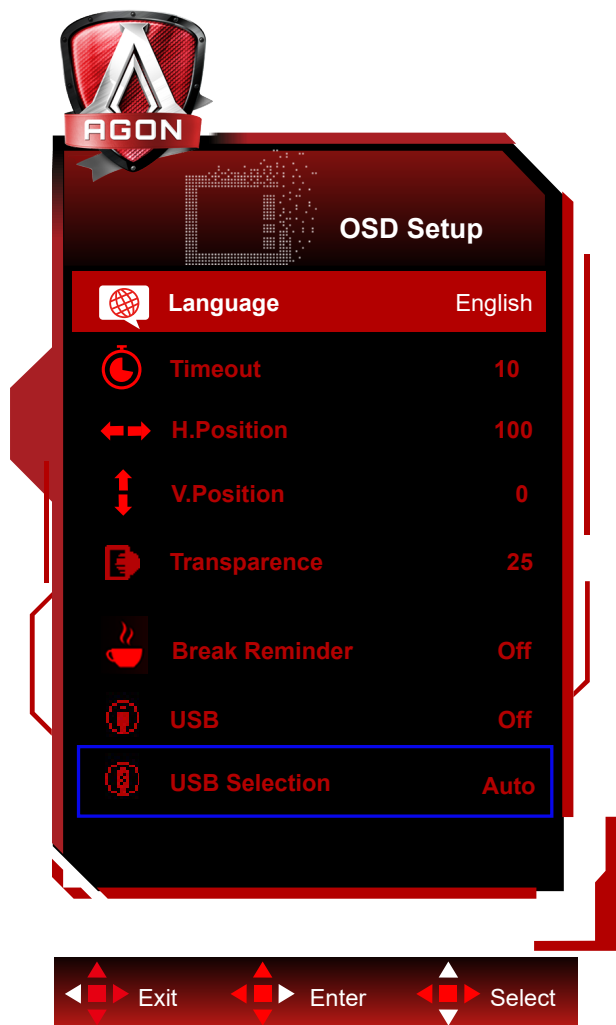 AGON
OSD Setup
Language English
Timeout 10
H.Position 100
V.Position 0
Transparence 25
Break Reminder Off
USB Off
USB Selection Auto
Exit Enter Select